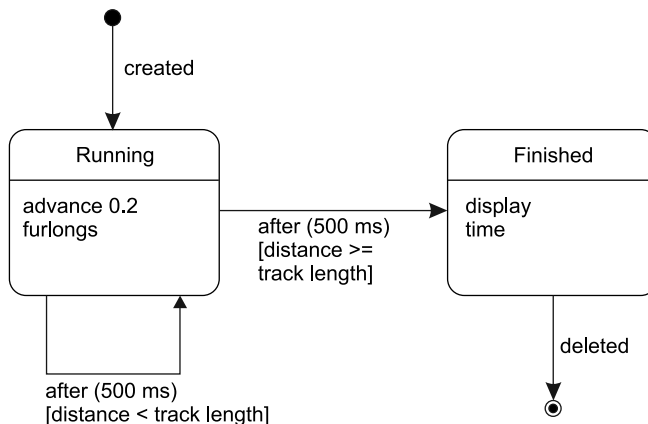 created
Running
advance 0.2
furlongs
after (500 ms)
[distance >=
track length]
Finished
display
time
after (500 ms)
[distance < track length]
deleted